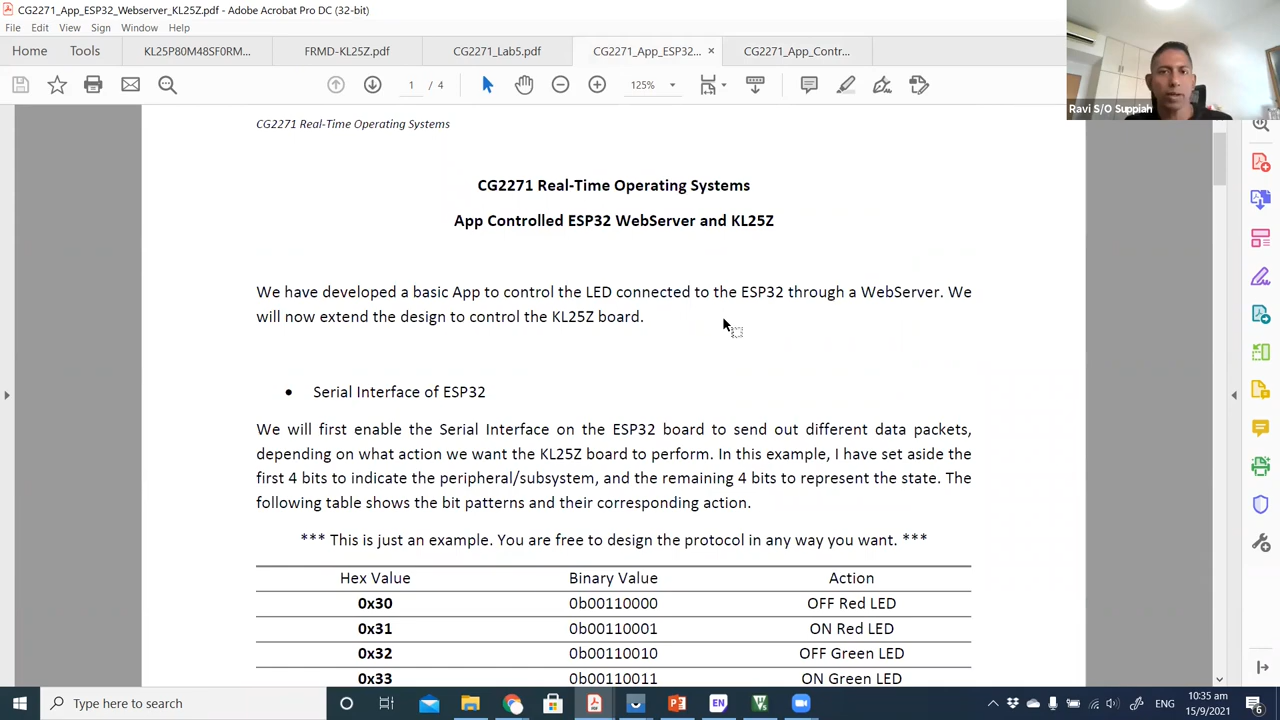 CG2271_App_ESP32_Webserver_KL25Z.pdf - Adobe Acrobat Pro DC (32-bit)
File Edit View Sign Window Help
Home Tools KL25P80M48SF0RM... FRMD-KL25Z.pdf CG2271_Lab5.pdf CG2271_App_ESP32... × CG2271_App_Contr...
1 / 4 125%
Ravi S/O Suppiah
CG2271 Real-Time Operating Systems
CG2271 Real-Time Operating Systems
App Controlled ESP32 WebServer and KL25Z
We have developed a basic App to control the LED connected to the ESP32 through a WebServer. We
will now extend the design to control the KL25Z board.
• Serial Interface of ESP32
We will first enable the Serial Interface on the ESP32 board to send out different data packets,
depending on what action we want the KL25Z board to perform. In this example, I have set aside the
first 4 bits to indicate the peripheral/subsystem, and the remaining 4 bits to represent the state. The
following table shows the bit patterns and their corresponding action.
*** This is just an example. You are free to design the protocol in any way you want. ***
Hex Value Binary Value Action
0x30 0b00110000 OFF Red LED
0x31 0b00110001 ON Red LED
0x32 0b00110010 OFF Green LED
0x33 0b00110011 ON Green LED
Type here to search
EN
ENG
10:35 am
15/9/2021
6